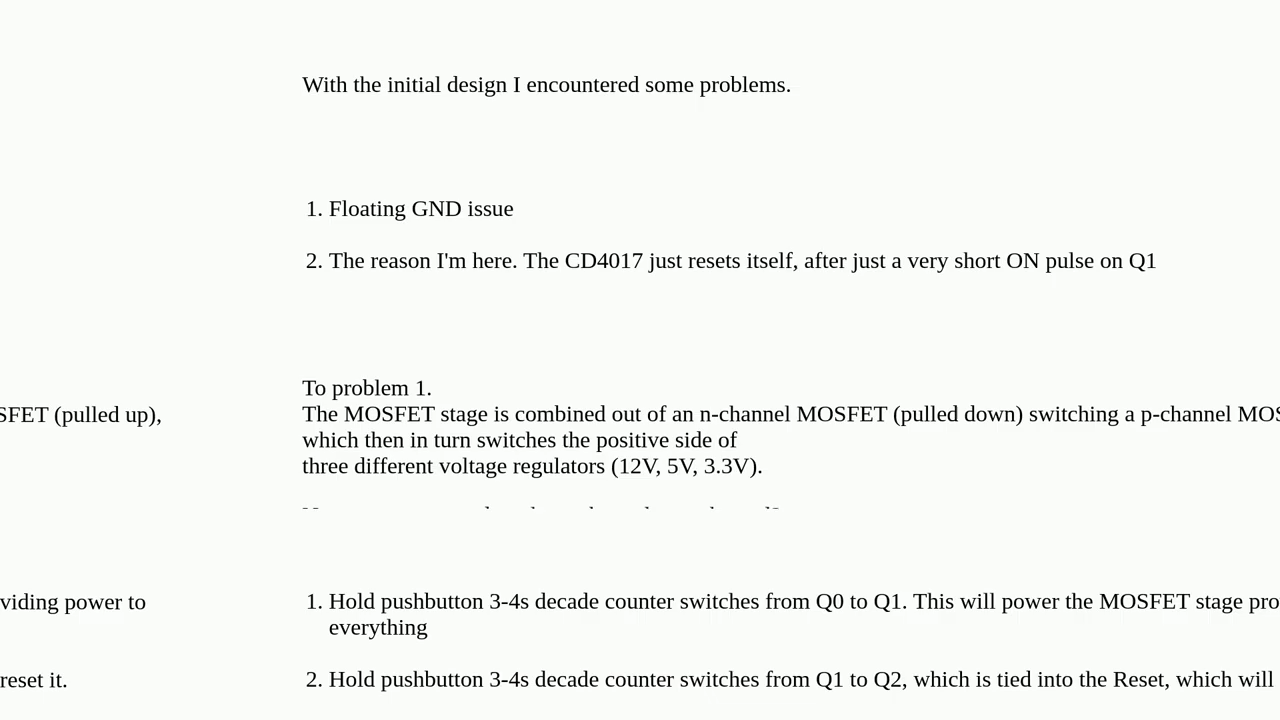 With the initial design I encountered some problems.
1. Floating GND issue
2. The reason I'm here. The CD4017 just resets itself, after just a very short ON pulse on Q1
To problem 1.
The MOSFET stage is combined out of an n-channel MOSFET (pulled down) switching a p-channel MOS
SFET (pulled up),
which then in turn switches the positive side of
three different voltage regulators (12V, 5V, 3.3V).
1. Hold pushbutton 3-4s decade counter switches from Q0 to Q1. This will power the MOSFET stage pro
viding power to
everything
2. Hold pushbutton 3-4s decade counter switches from Q1 to Q2, which is tied into the Reset, which will
reset it.